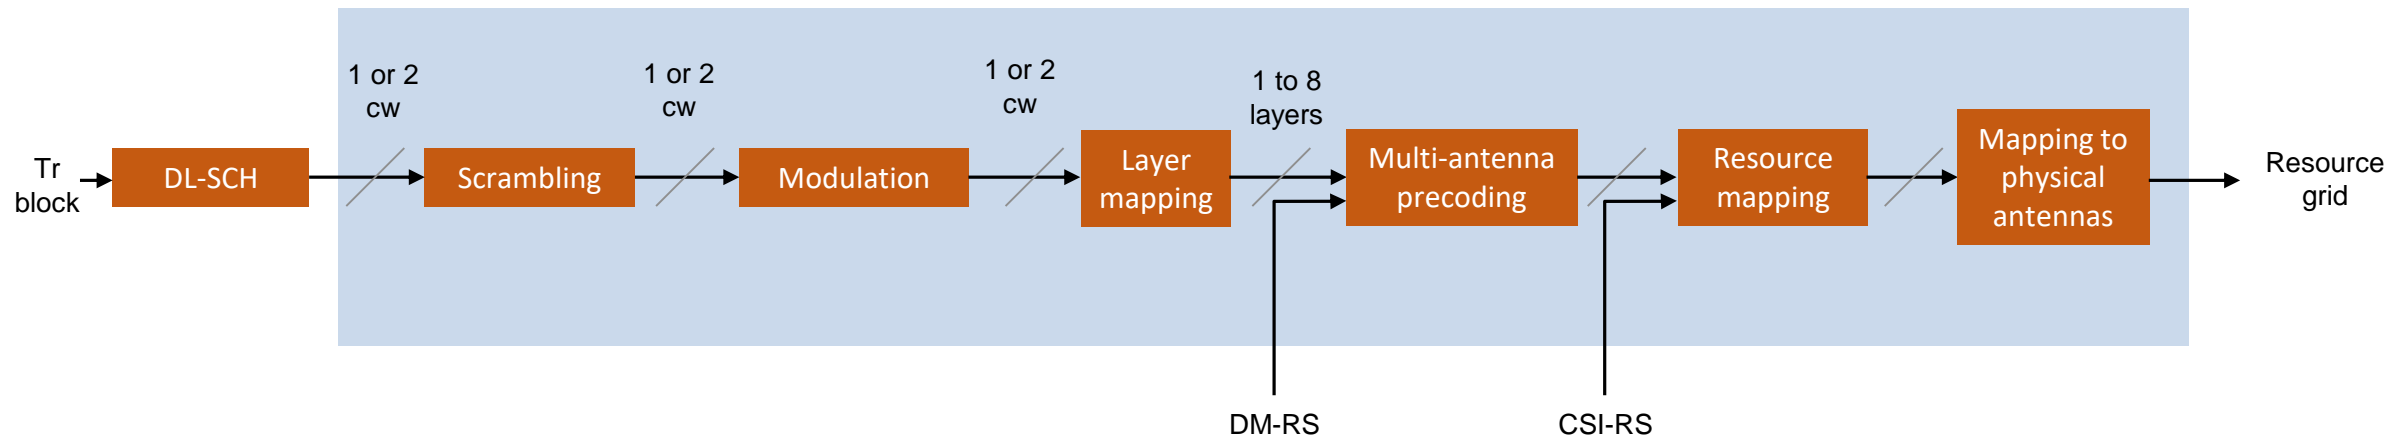 Tr
block
DL-SCH
1 or 2
cw
Scrambling
1 or 2
cw
Modulation
1 or 2
cw
Layer
mapping
1 to 8
layers
Multi-antenna
precoding
Resource
mapping
Mapping to
physical
antennas
Resource
grid
DM-RS
CSI-RS